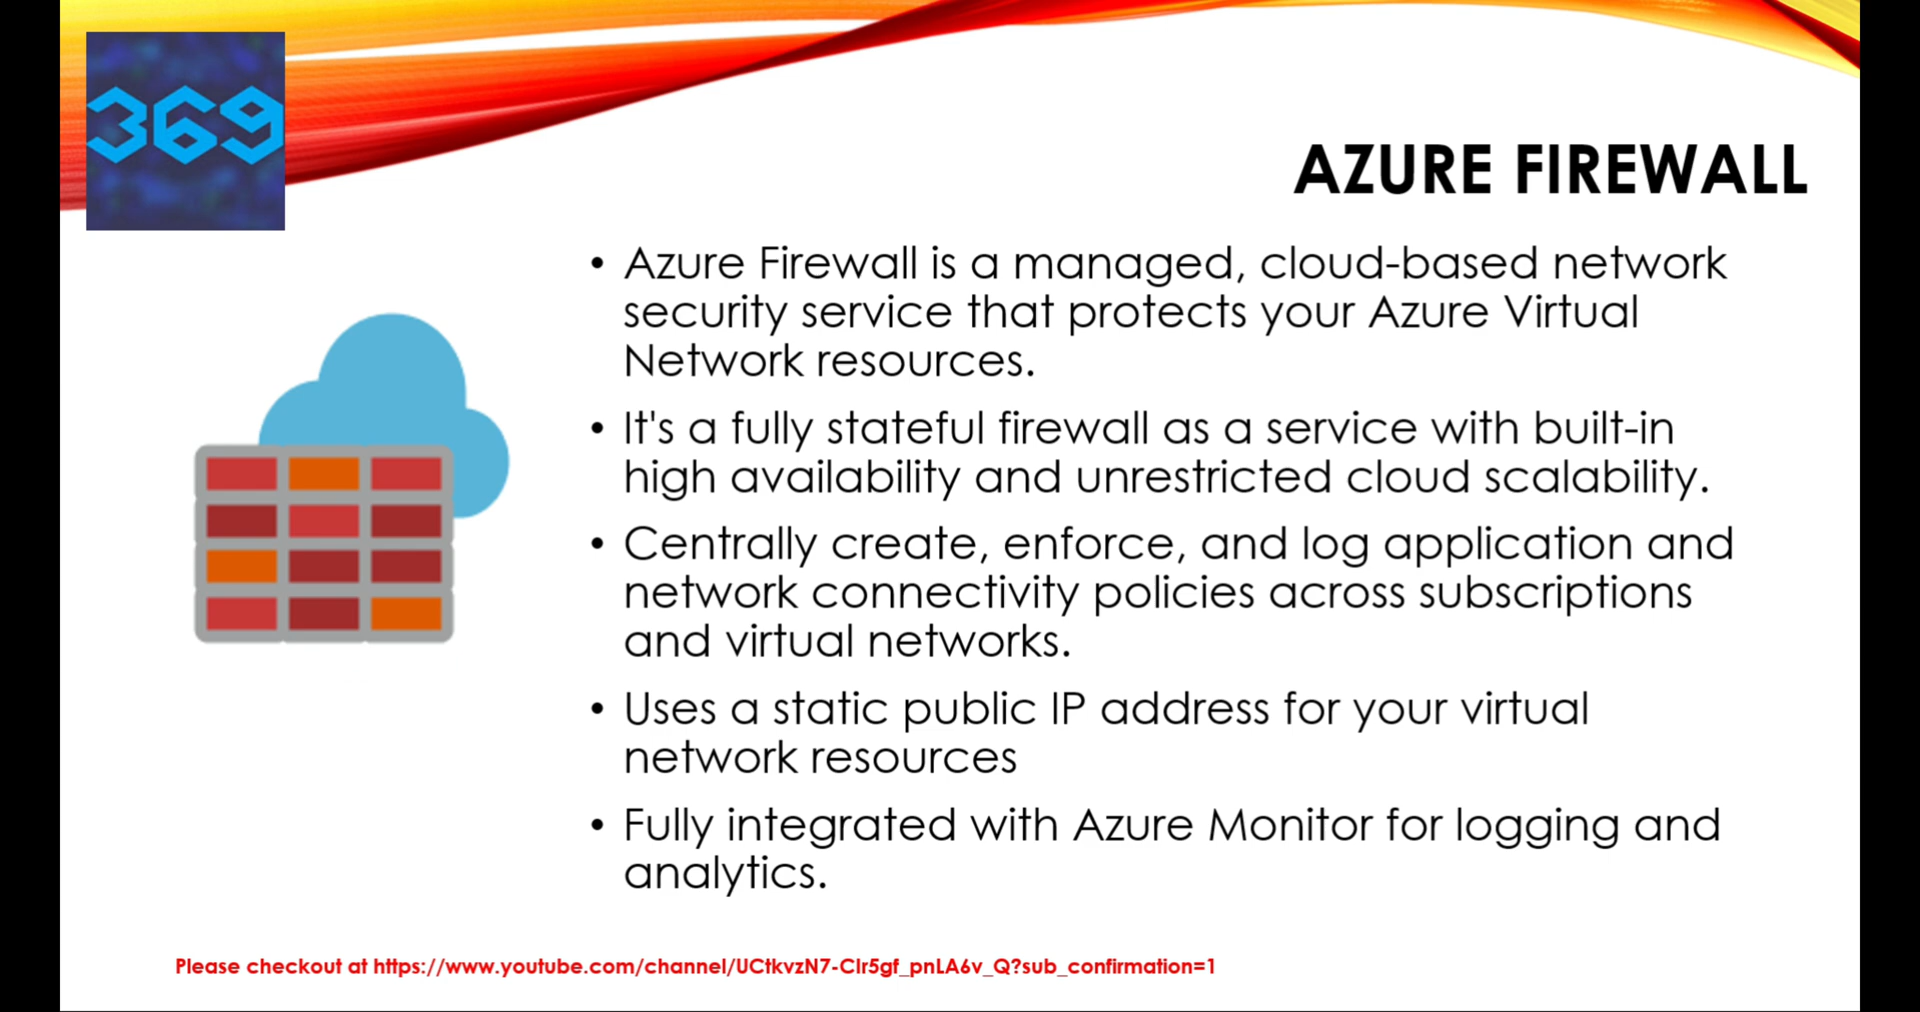 369
AZURE FIREWALL
• Azure Firewall is a managed, cloud-based network
security service that protects your Azure Virtual
Network resources.
• It's a fully stateful firewall as a service with built-in
high availability and unrestricted cloud scalability.
• Centrally create, enforce, and log application and
network connectivity policies across subscriptions
and virtual networks.
• Uses a static public IP address for your virtual
network resources
• Fully integrated with Azure Monitor for logging and
analytics.
Please checkout at https://www.youtube.com/channel/UCtkvzN7-Clr5gf_pnLA6v_Q?sub_confirmation=1